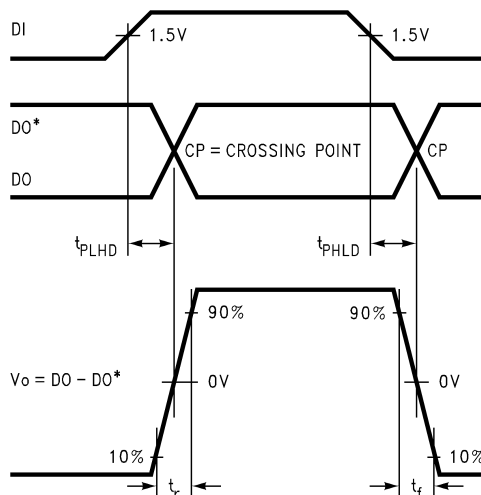 DI
1.5V
1.5V
DO*
CP = CROSSING POINT
CP
DO
tPLHD
tPHLD
90%
90%
Vo = DO - DO*
0V
0V
10%
10%
tr
tf